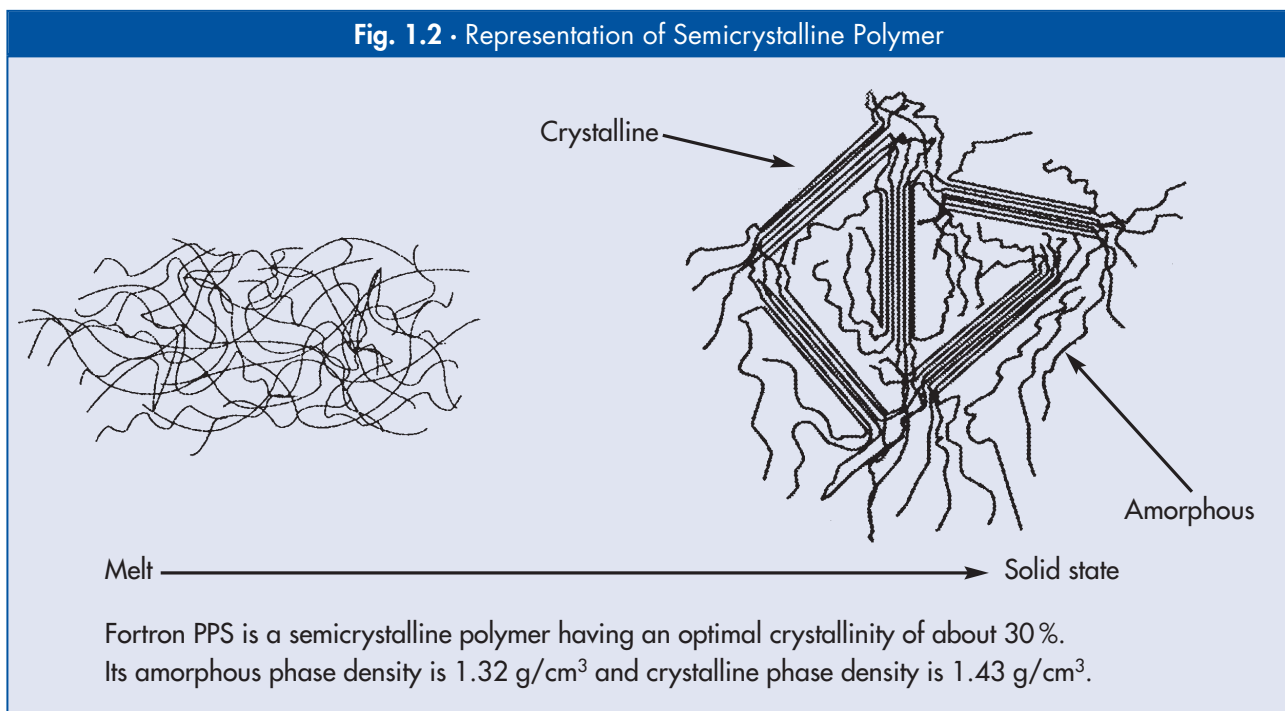 Fig. 1.2 · Representation of Semicrystalline Polymer
Crystalline
Amorphous
Melt
Solid state
Fortron PPS is a semicrystalline polymer having an optimal crystallinity of about 30 %.
Its amorphous phase density is 1.32 g/cm³ and crystalline phase density is 1.43 g/cm³.